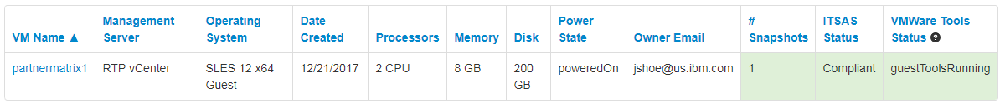 VM Name ▲ Management Server Operating System Date Created Processors Memory Disk Power State Owner Email # Snapshots ITSAS Status VMWare Tools Status ?
partnermatrix1 RTP vCenter SLES 12 x64 Guest 12/21/2017 2 CPU 8 GB 200 GB poweredOn jshoe@us.ibm.com 1 Compliant guestToolsRunning